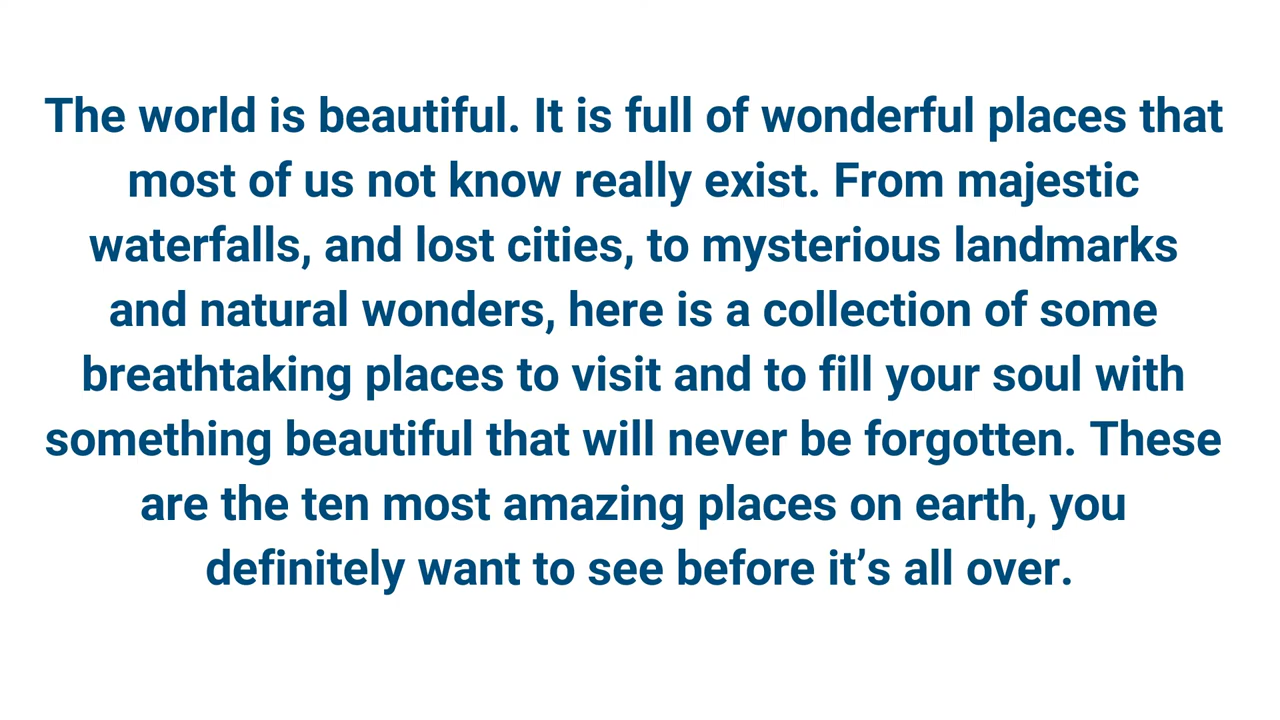 The world is beautiful. It is full of wonderful places that
most of us not know really exist. From majestic
waterfalls, and lost cities, to mysterious landmarks
and natural wonders, here is a collection of some
breathtaking places to visit and to fill your soul with
something beautiful that will never be forgotten. These
are the ten most amazing places on earth, you
definitely want to see before it’s all over.